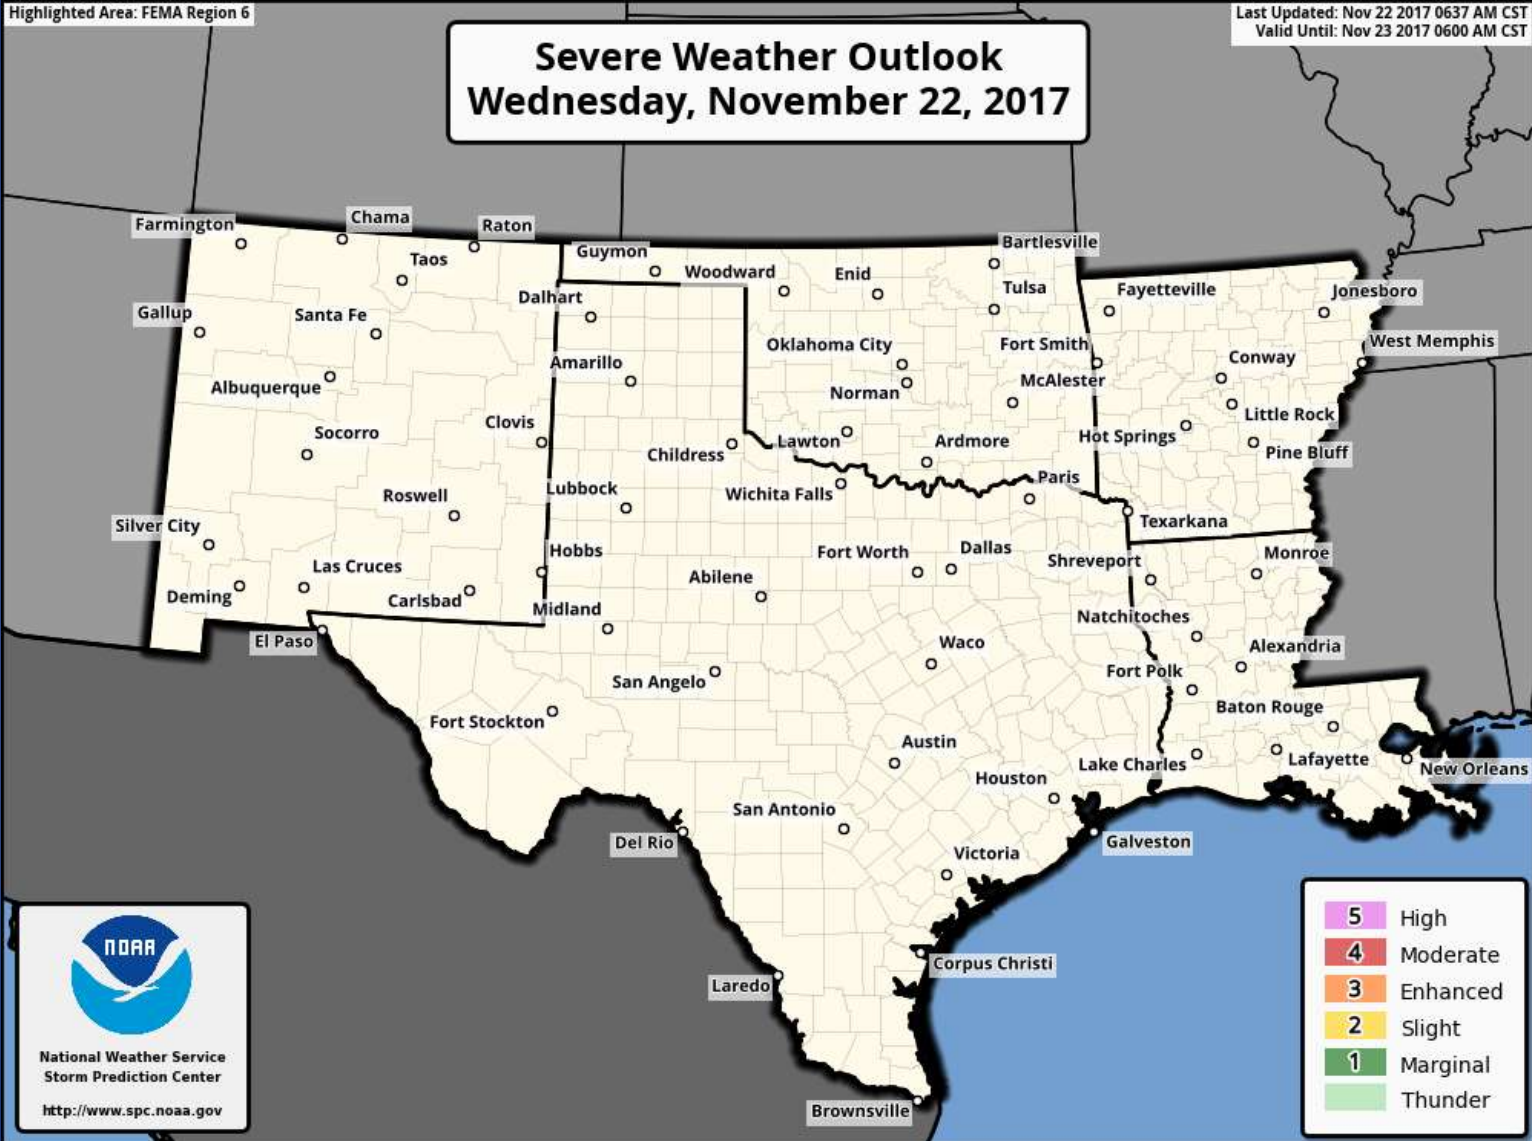 Highlighted Area: FEMA Region 6
Last Updated: Nov 22 2017 0637 AM CST
Valid Until: Nov 23 2017 0600 AM CST
Severe Weather Outlook
Wednesday, November 22, 2017
Farmington
Chama
Raton
Taos
Guymon
Woodward
Enid
Bartlesville
Tulsa
Fayetteville
Jonesboro
Gallup
Santa Fe
Dalhart
Oklahoma City
Fort Smith
West Memphis
Albuquerque
Amarillo
Norman
McAlester
Conway
Little Rock
Socorro
Clovis
Childress
Lawton
Ardmore
Hot Springs
Pine Bluff
Roswell
Lubbock
Wichita Falls
Paris
Texarkana
Silver City
Las Cruces
Hobbs
Abilene
Fort Worth
Dallas
Shreveport
Monroe
Deming
Carlsbad
Midland
Natchitoches
El Paso
San Angelo
Waco
Fort Polk
Alexandria
Fort Stockton
Austin
Baton Rouge
Houston
Lake Charles
Lafayette
New Orleans
Del Rio
San Antonio
Victoria
Galveston
Laredo
Corpus Christi
Brownsville
NOAA
National Weather Service
Storm Prediction Center
http://www.spc.noaa.gov
5 High
4 Moderate
3 Enhanced
2 Slight
1 Marginal
Thunder